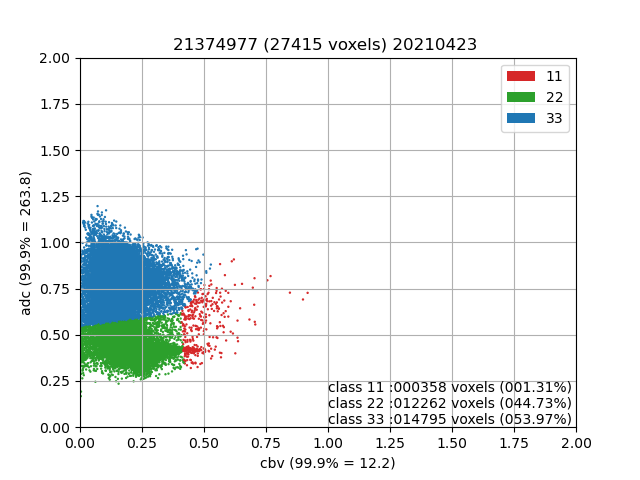 21374977 (27415 voxels) 20210423
2.00
1.75
1.50
1.25
1.00
0.75
0.50
0.25
0.00
adc (99.9% = 263.8)
11
22
33
class 11 :000358 voxels (001.31%)
class 22 :012262 voxels (044.73%)
class 33 :014795 voxels (053.97%)
0.00 0.25 0.50 0.75 1.00 1.25 1.50 1.75 2.00
cbv (99.9% = 12.2)